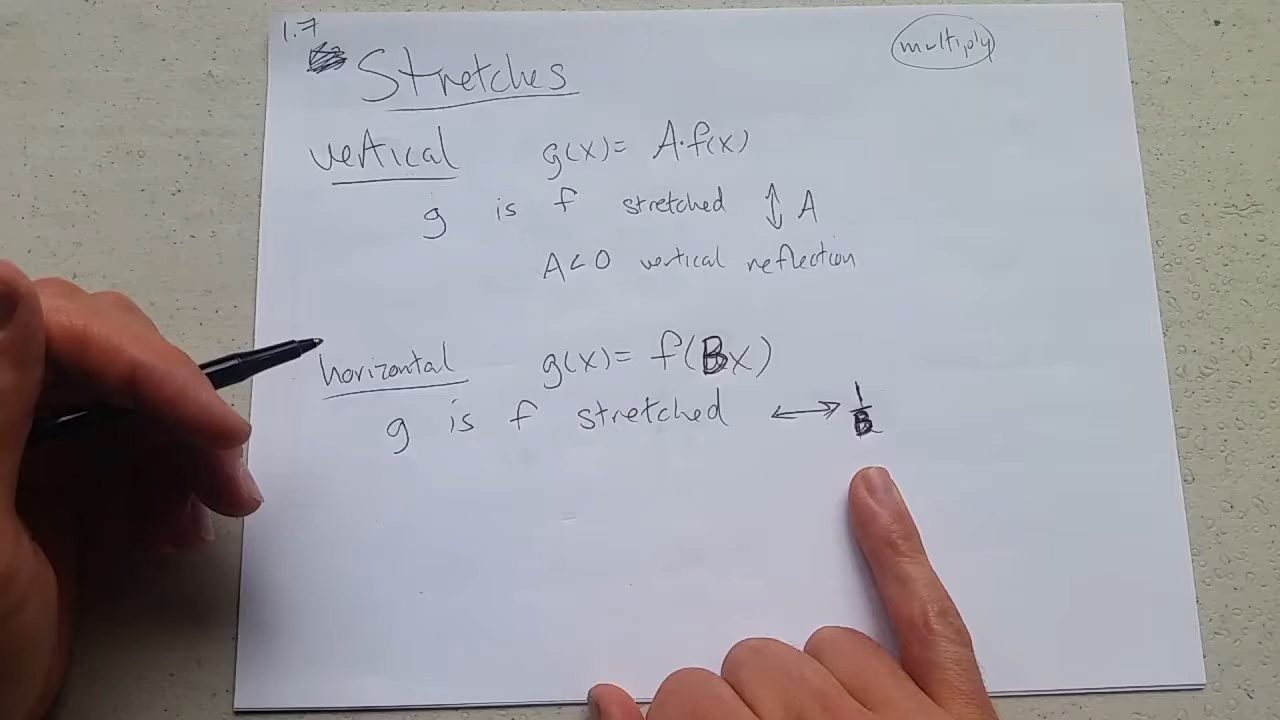 1.7
multiply
Stretches
vertical g(x)= A·f(x)
g is f stretched ↕ A
A<0 vertical reflection
horizontal g(x)= f(Bx)
g is f stretched ↔ 1/B